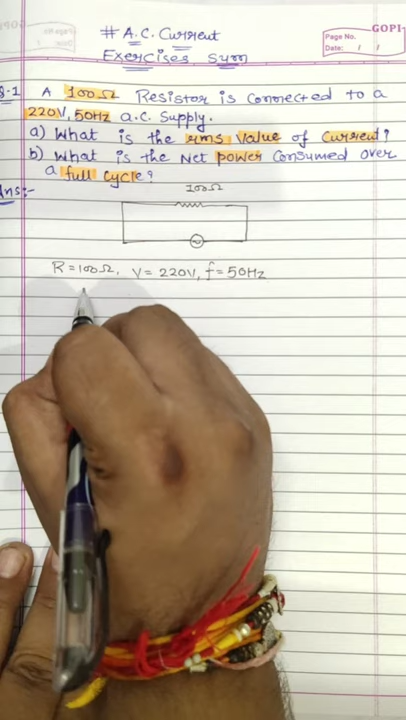 # A.C. Current
Exercises sum
GOPI
Page No.
Date: / /
Q-1 A 100Ω Resistor is connected to a
220V, 50Hz a.c. Supply.
a) What is the rms Value of Current?
b) What is the Net power Consumed over
a full cycle?
Ans:-
100Ω
R = 100Ω, V = 220V, f = 50Hz